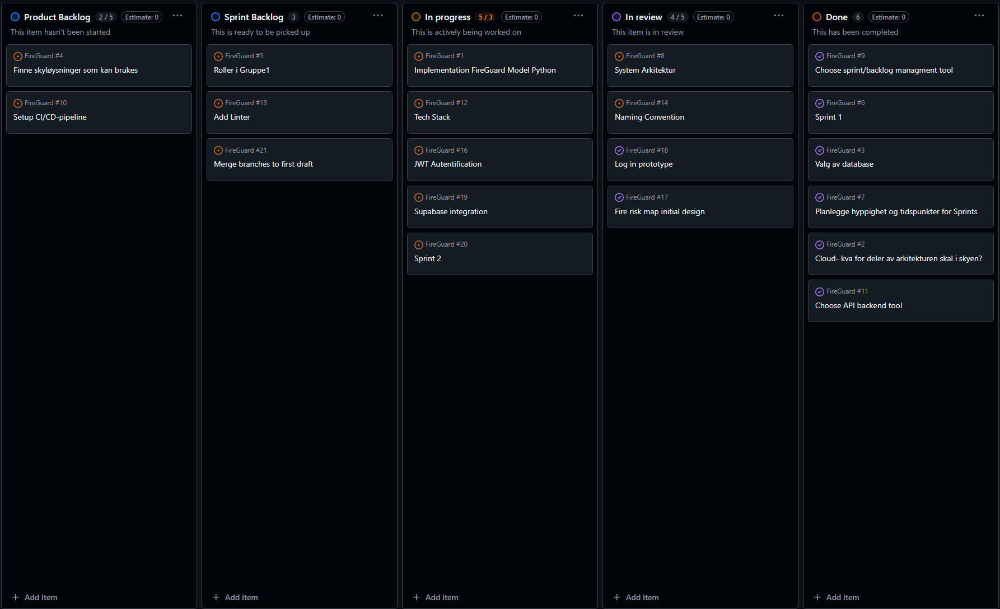 Product Backlog 2 / 5 Estimate: 0
This item hasn't been started
FireGuard #4
Finne skyløysninger som kan brukes
FireGuard #10
Setup CI/CD-pipeline
Add item
Sprint Backlog 3 Estimate: 0
This is ready to be picked up
FireGuard #5
Roller i Gruppe1
FireGuard #13
Add Linter
FireGuard #21
Merge branches to first draft
Add item
In progress 5 / 3 Estimate: 0
This is actively being worked on
FireGuard #1
Implementation FireGuard Model Python
FireGuard #12
Tech Stack
FireGuard #16
JWT Autentification
FireGuard #19
Supabase integration
FireGuard #20
Sprint 2
Add item
In review 4 / 5 Estimate: 0
This item is in review
FireGuard #8
System Arkitektur
FireGuard #14
Naming Convention
FireGuard #18
Log in prototype
FireGuard #17
Fire risk map initial design
Add item
Done 6 Estimate: 0
This has been completed
FireGuard #9
Choose sprint/backlog managment tool
FireGuard #6
Sprint 1
FireGuard #3
Valg av database
FireGuard #7
Planlegge hyppighet og tidspunkter for Sprints
FireGuard #2
Cloud- kva for deler av arkitekturen skal i skyen?
FireGuard #11
Choose API backend tool
Add item